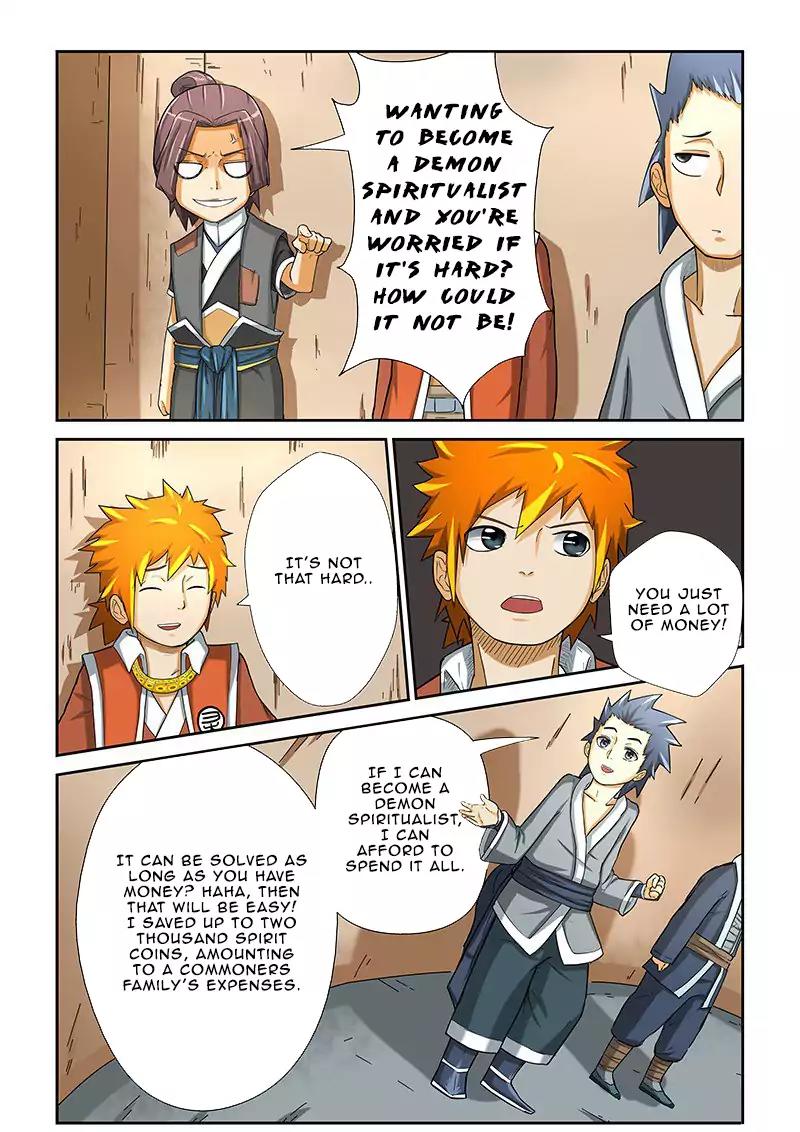 WANTING
TO BECOME
A DEMON
SPIRITUALIST
AND YOU'RE
WORRIED IF
IT'S HARD?
HOW COULD
IT NOT BE!
IT'S NOT
THAT HARD..
YOU JUST
NEED A LOT
OF MONEY!
IF I CAN
BECOME A
DEMON
SPIRITUALIST,
I CAN
AFFORD TO
SPEND IT ALL.
IT CAN BE SOLVED AS
LONG AS YOU HAVE
MONEY? HAHA, THEN
THAT WILL BE EASY!
I SAVED UP TO TWO
THOUSAND SPIRIT
COINS, AMOUNTING
TO A COMMONERS
FAMILY'S EXPENSES.